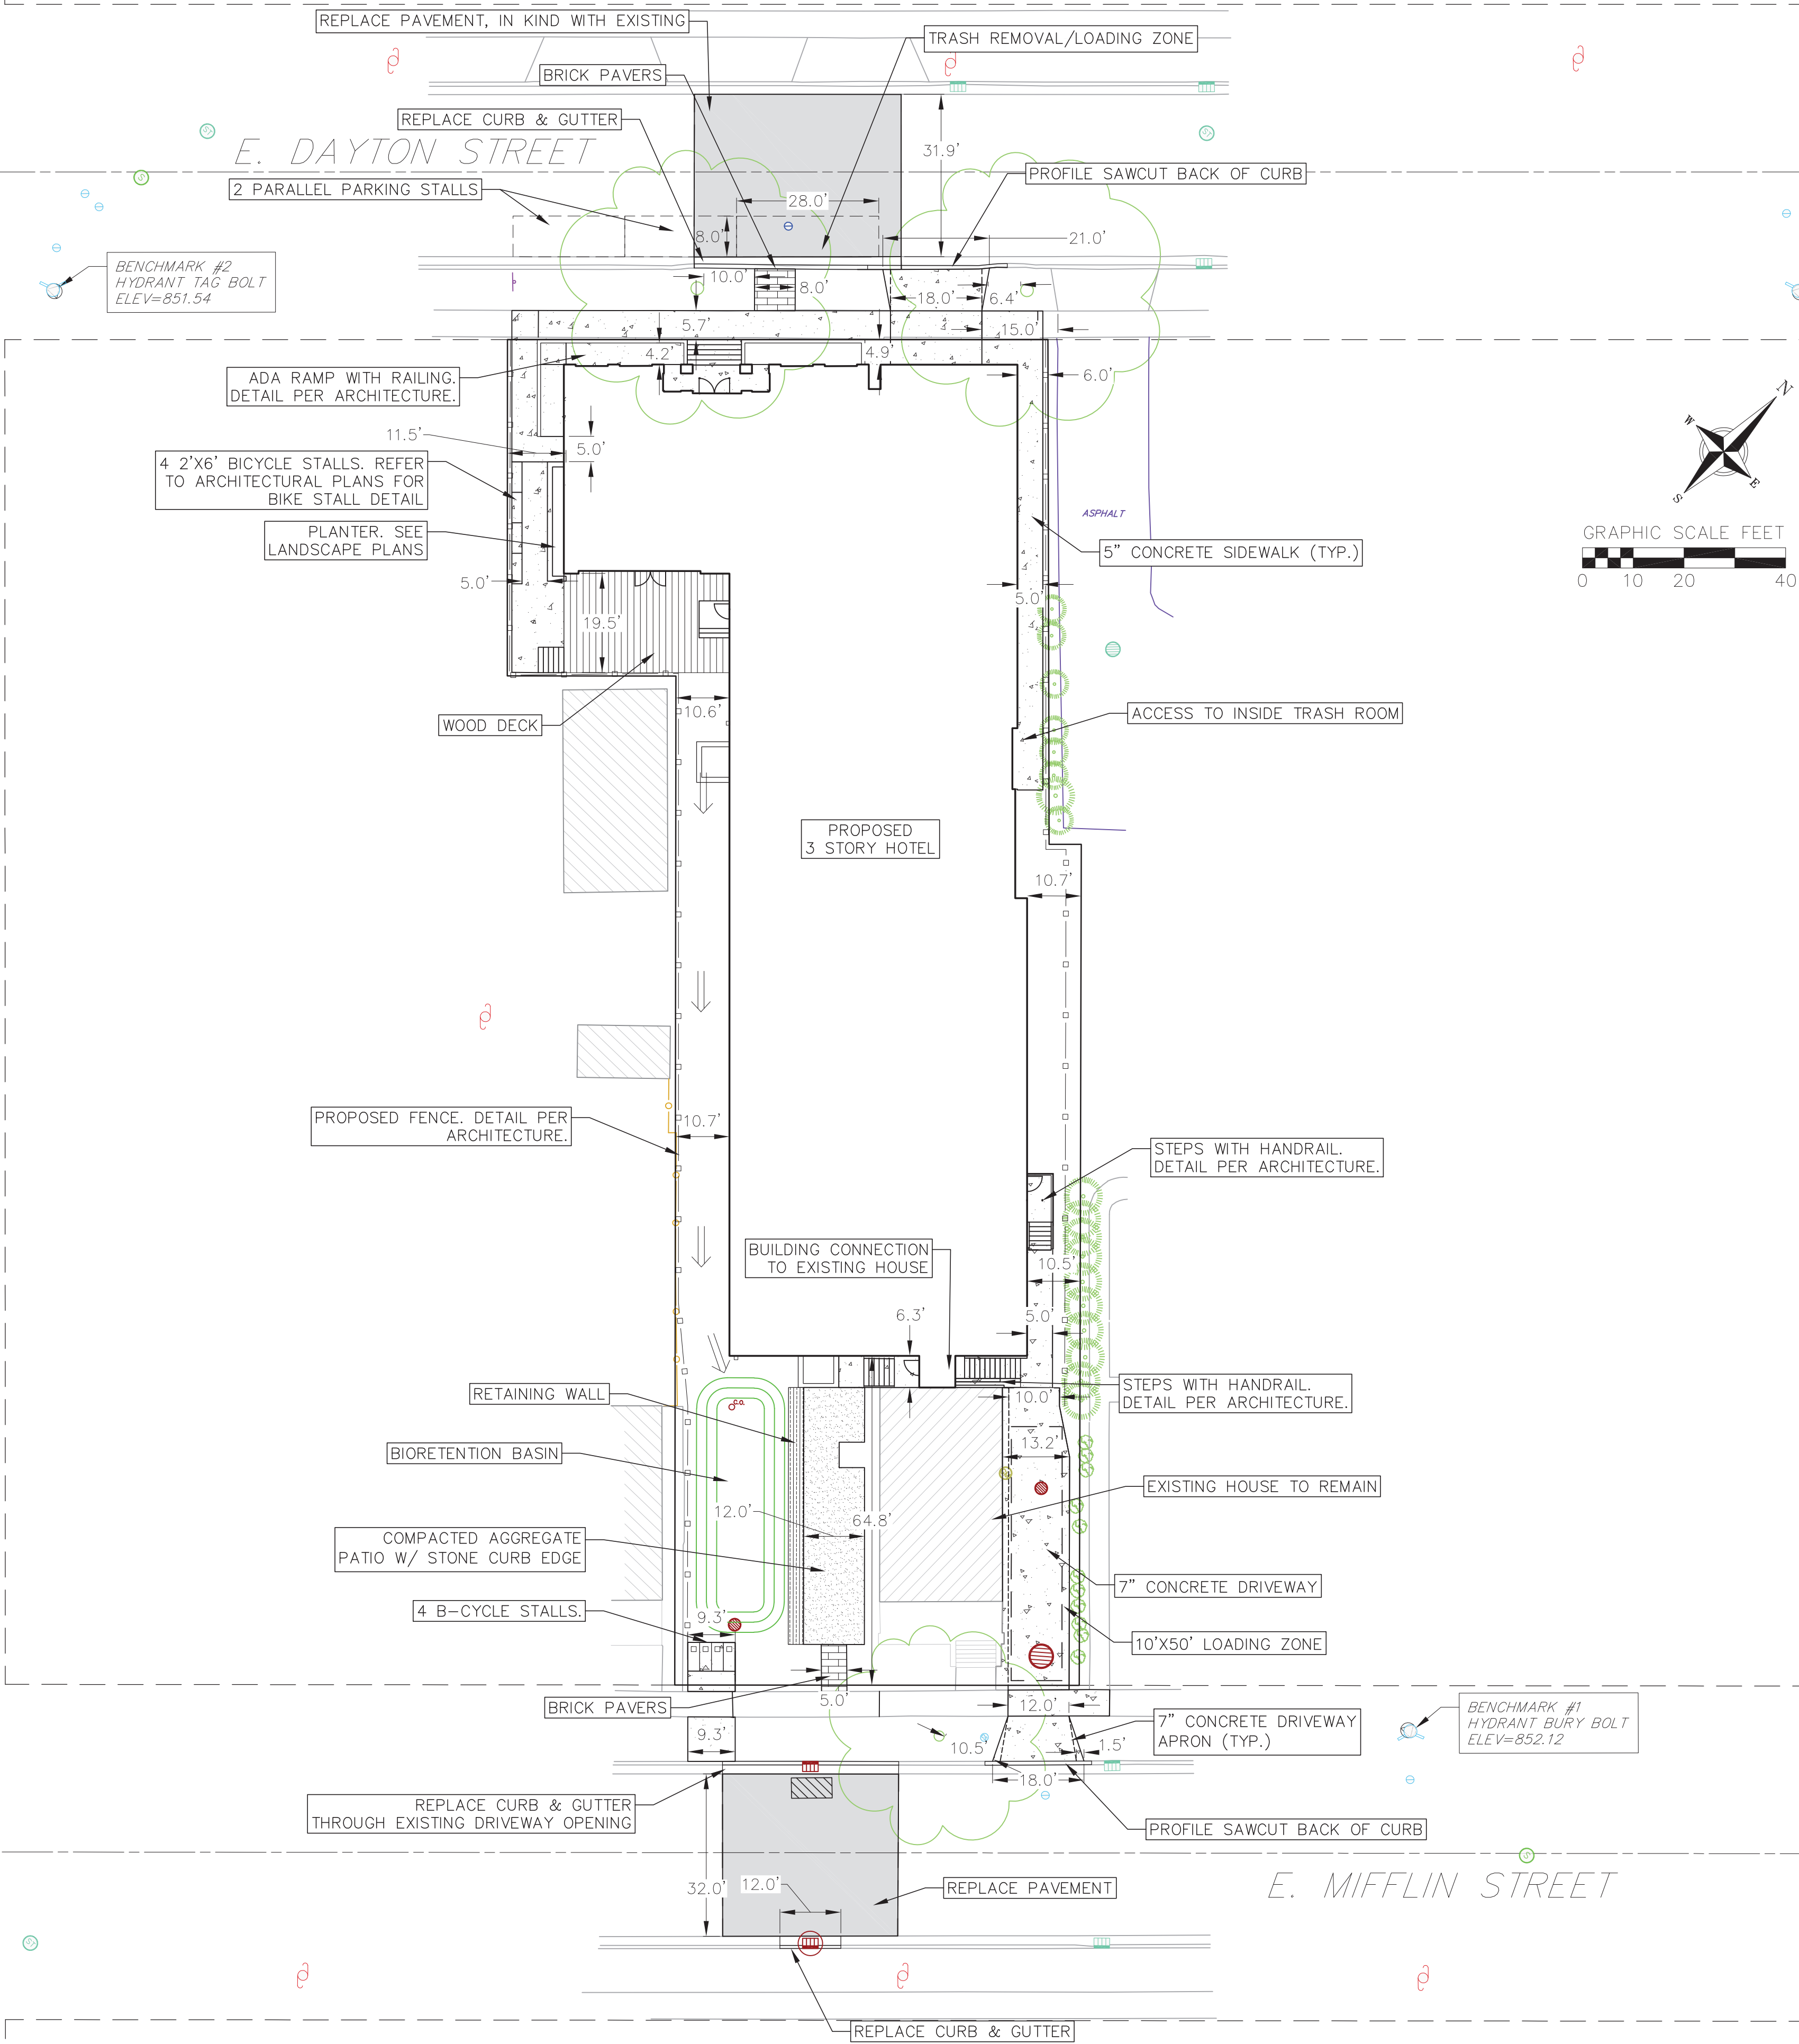 REPLACE PAVEMENT, IN KIND WITH EXISTING
TRASH REMOVAL/LOADING ZONE
BRICK PAVERS
REPLACE CURB & GUTTER
ST
ST
E. DAYTON STREET
31.9'
PROFILE SAWCUT BACK OF CURB
S
2 PARALLEL PARKING STALLS
28.0'
8.0'
21.0'
BENCHMARK #2
HYDRANT TAG BOLT
ELEV=851.54
10.0'
8.0'
18.0'
6.4'
5.7'
15.0'
4.2'
4.9'
ADA RAMP WITH RAILING.
DETAIL PER ARCHITECTURE.
6.0'
N
W
E
S
11.5'
5.0'
4 2'X6' BICYCLE STALLS. REFER
TO ARCHITECTURAL PLANS FOR
BIKE STALL DETAIL
ASPHALT
PLANTER. SEE
LANDSCAPE PLANS
GRAPHIC SCALE FEET
0 10 20 40
5" CONCRETE SIDEWALK (TYP.)
5.0'
5.0'
19.5'
WOOD DECK
10.6'
ACCESS TO INSIDE TRASH ROOM
PROPOSED
3 STORY HOTEL
10.7'
PROPOSED FENCE. DETAIL PER
ARCHITECTURE.
10.7'
STEPS WITH HANDRAIL.
DETAIL PER ARCHITECTURE.
BUILDING CONNECTION
TO EXISTING HOUSE
10.5'
6.3'
5.0'
RETAINING WALL
C.O.
10.0'
STEPS WITH HANDRAIL.
DETAIL PER ARCHITECTURE.
BIORETENTION BASIN
13.2'
EXISTING HOUSE TO REMAIN
12.0'
64.8'
COMPACTED AGGREGATE
PATIO W/ STONE CURB EDGE
7" CONCRETE DRIVEWAY
4 B-CYCLE STALLS.
9.3'
10'X50' LOADING ZONE
BRICK PAVERS
5.0'
12.0'
BENCHMARK #1
HYDRANT BURY BOLT
ELEV=852.12
9.3'
7" CONCRETE DRIVEWAY
APRON (TYP.)
10.5'
1.5'
18.0'
REPLACE CURB & GUTTER
THROUGH EXISTING DRIVEWAY OPENING
PROFILE SAWCUT BACK OF CURB
S
32.0'
12.0'
REPLACE PAVEMENT
E. MIFFLIN STREET
ST
REPLACE CURB & GUTTER